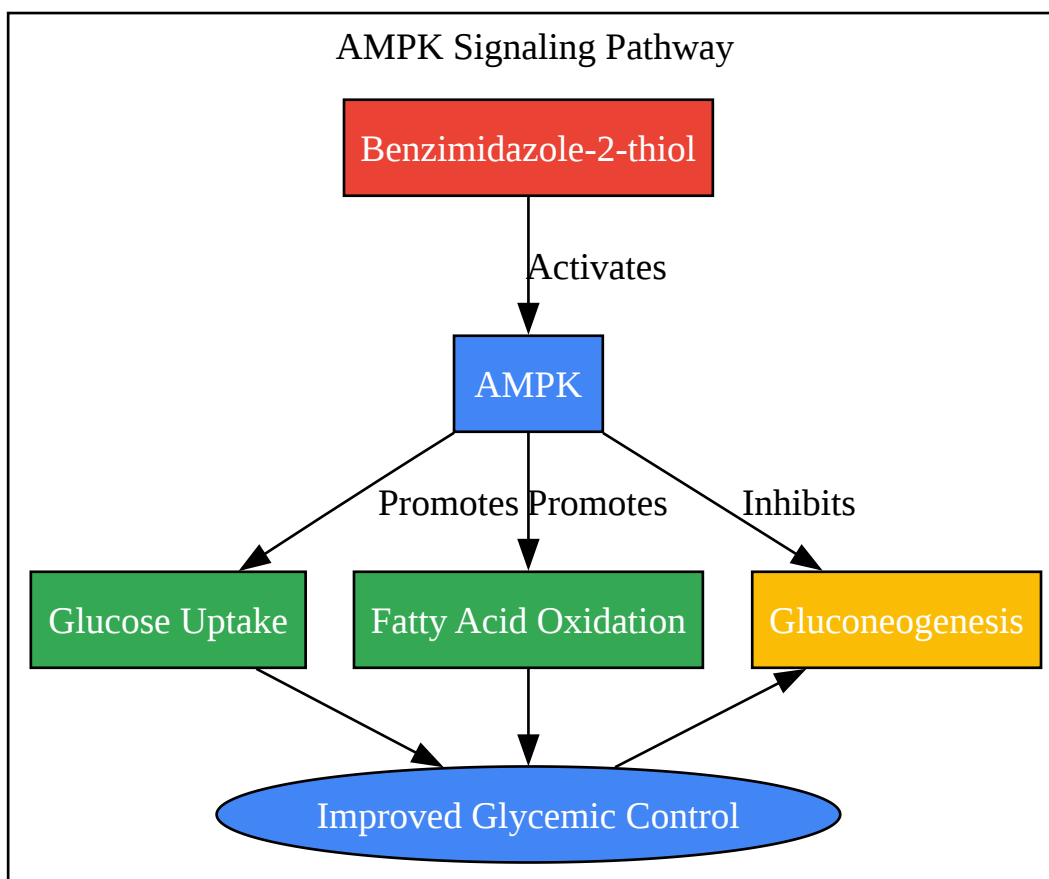 AMPK Signaling Pathway
Benzimidazole-2-thiol
Activates
AMPK
Promotes
Promotes
Inhibits
Glucose Uptake
Fatty Acid Oxidation
Gluconeogenesis
Improved Glycemic Control